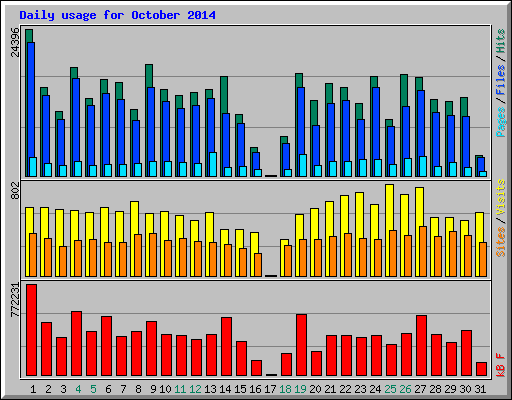 Daily usage for October 2014
24396
Pages / Files / Hits
802
Sites / Visits
772231
kB F
1 2 3 4 5 6 7 8 9 10 11 12 13 14 15 16 17 18 19 20 21 22 23 24 25 26 27 28 29 30 31